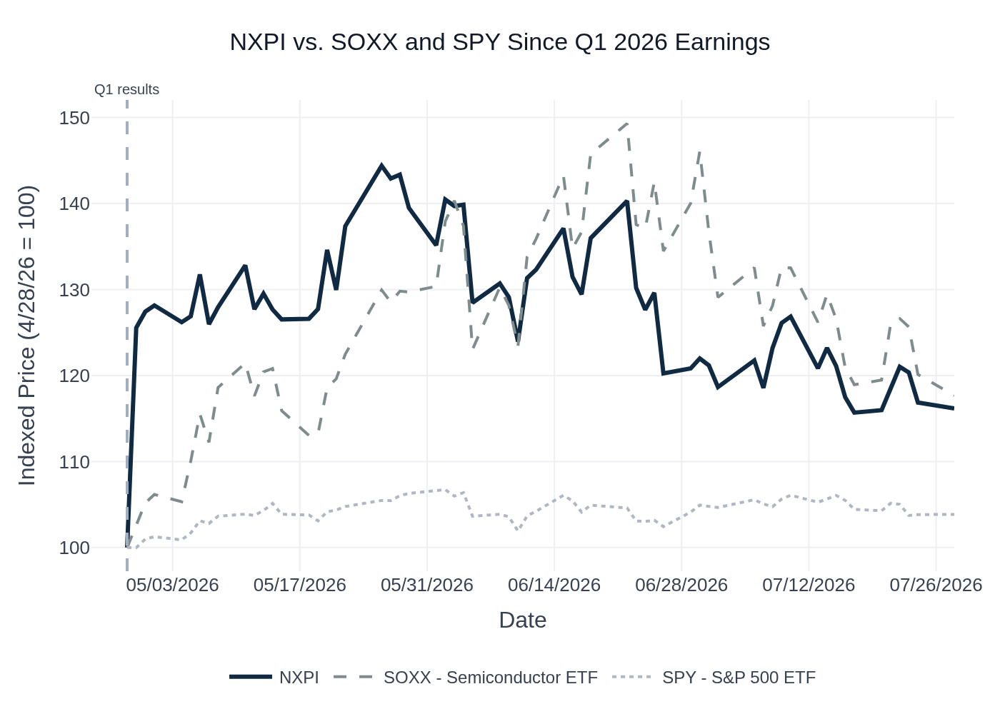 NXPI vs. SOXX and SPY Since Q1 2026 Earnings
Q1 results
150
140
130
120
110
100
Indexed Price (4/28/26 = 100)
05/03/2026 05/17/2026 05/31/2026 06/14/2026 06/28/2026 07/12/2026 07/26/2026
Date
NXPI SOXX - Semiconductor ETF SPY - S&P 500 ETF